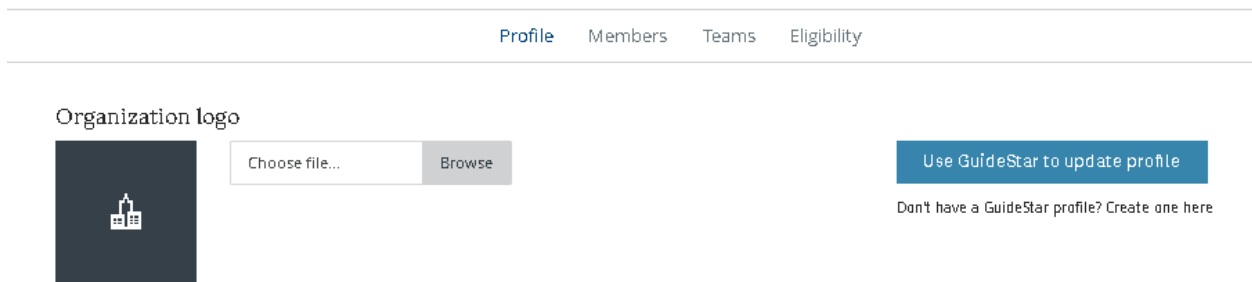 Profile Members Teams Eligibility
Organization logo
Choose file... Browse
Use GuideStar to update profile
Don't have a GuideStar profile? Create one here